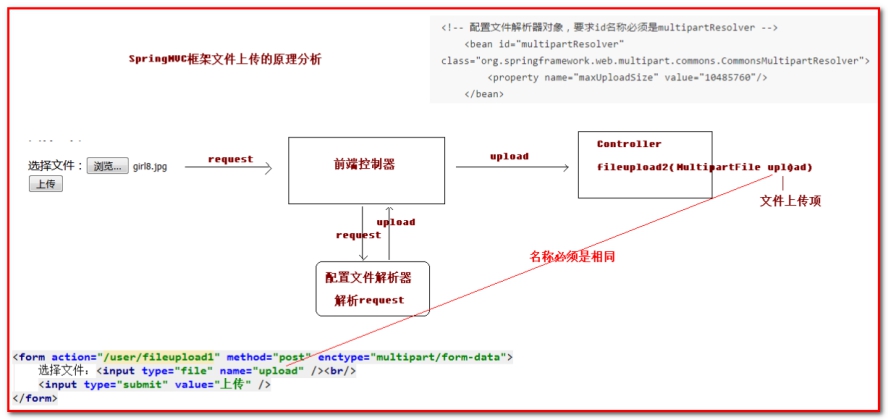 SpringMVC框架文件上传的原理分析
<!-- 配置文件解析器对象，要求id名称必须是multipartResolver -->
<bean id="multipartResolver"
class="org.springframework.web.multipart.commons.CommonsMultipartResolver">
<property name="maxUploadSize" value="10485760"/>
</bean>
选择文件： 浏览... girl8.jpg
上传
request
前端控制器
upload
Controller
fileupload2(MultipartFile upload)
文件上传项
upload
request
名称必须是相同
配置文件解析器
解析request
<form action="/user/fileupload1" method="post" enctype="multipart/form-data">
选择文件：<input type="file" name="upload" /><br/>
<input type="submit" value="上传" />
</form>